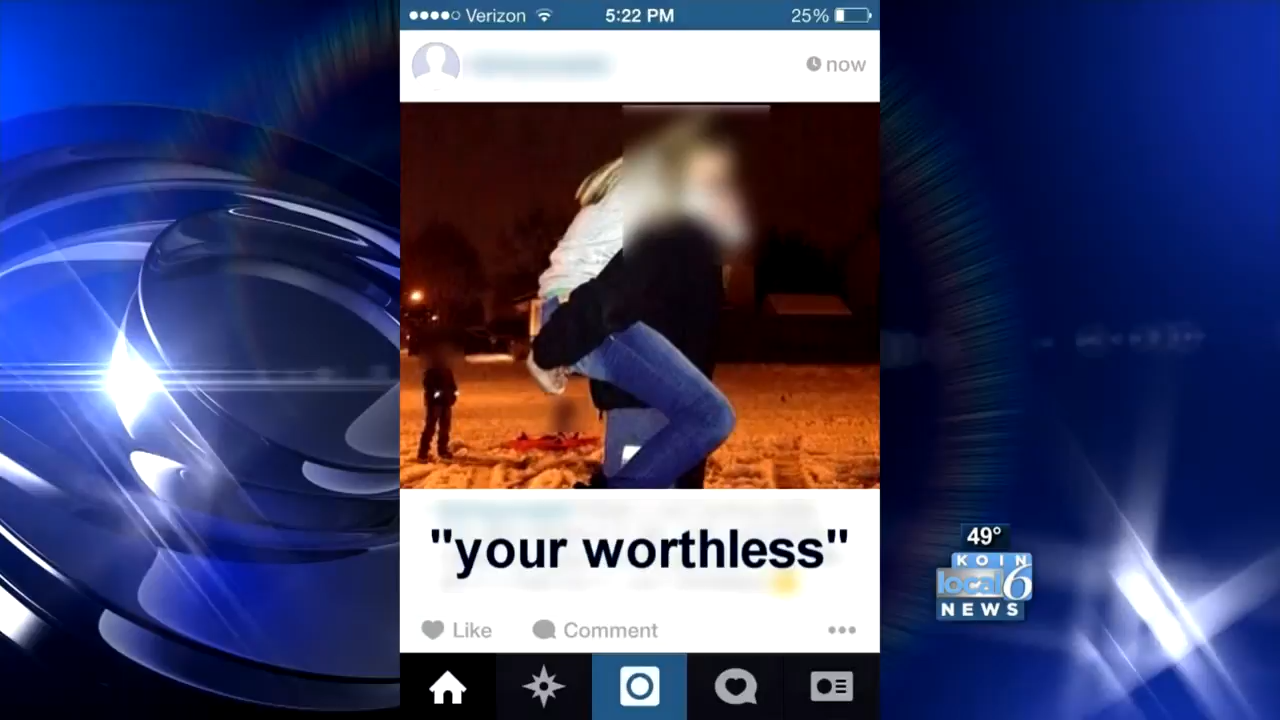 Verizon 5:22 PM 25%
now
"your worthless"
Like Comment
49°
KOIN
local 6
NEWS